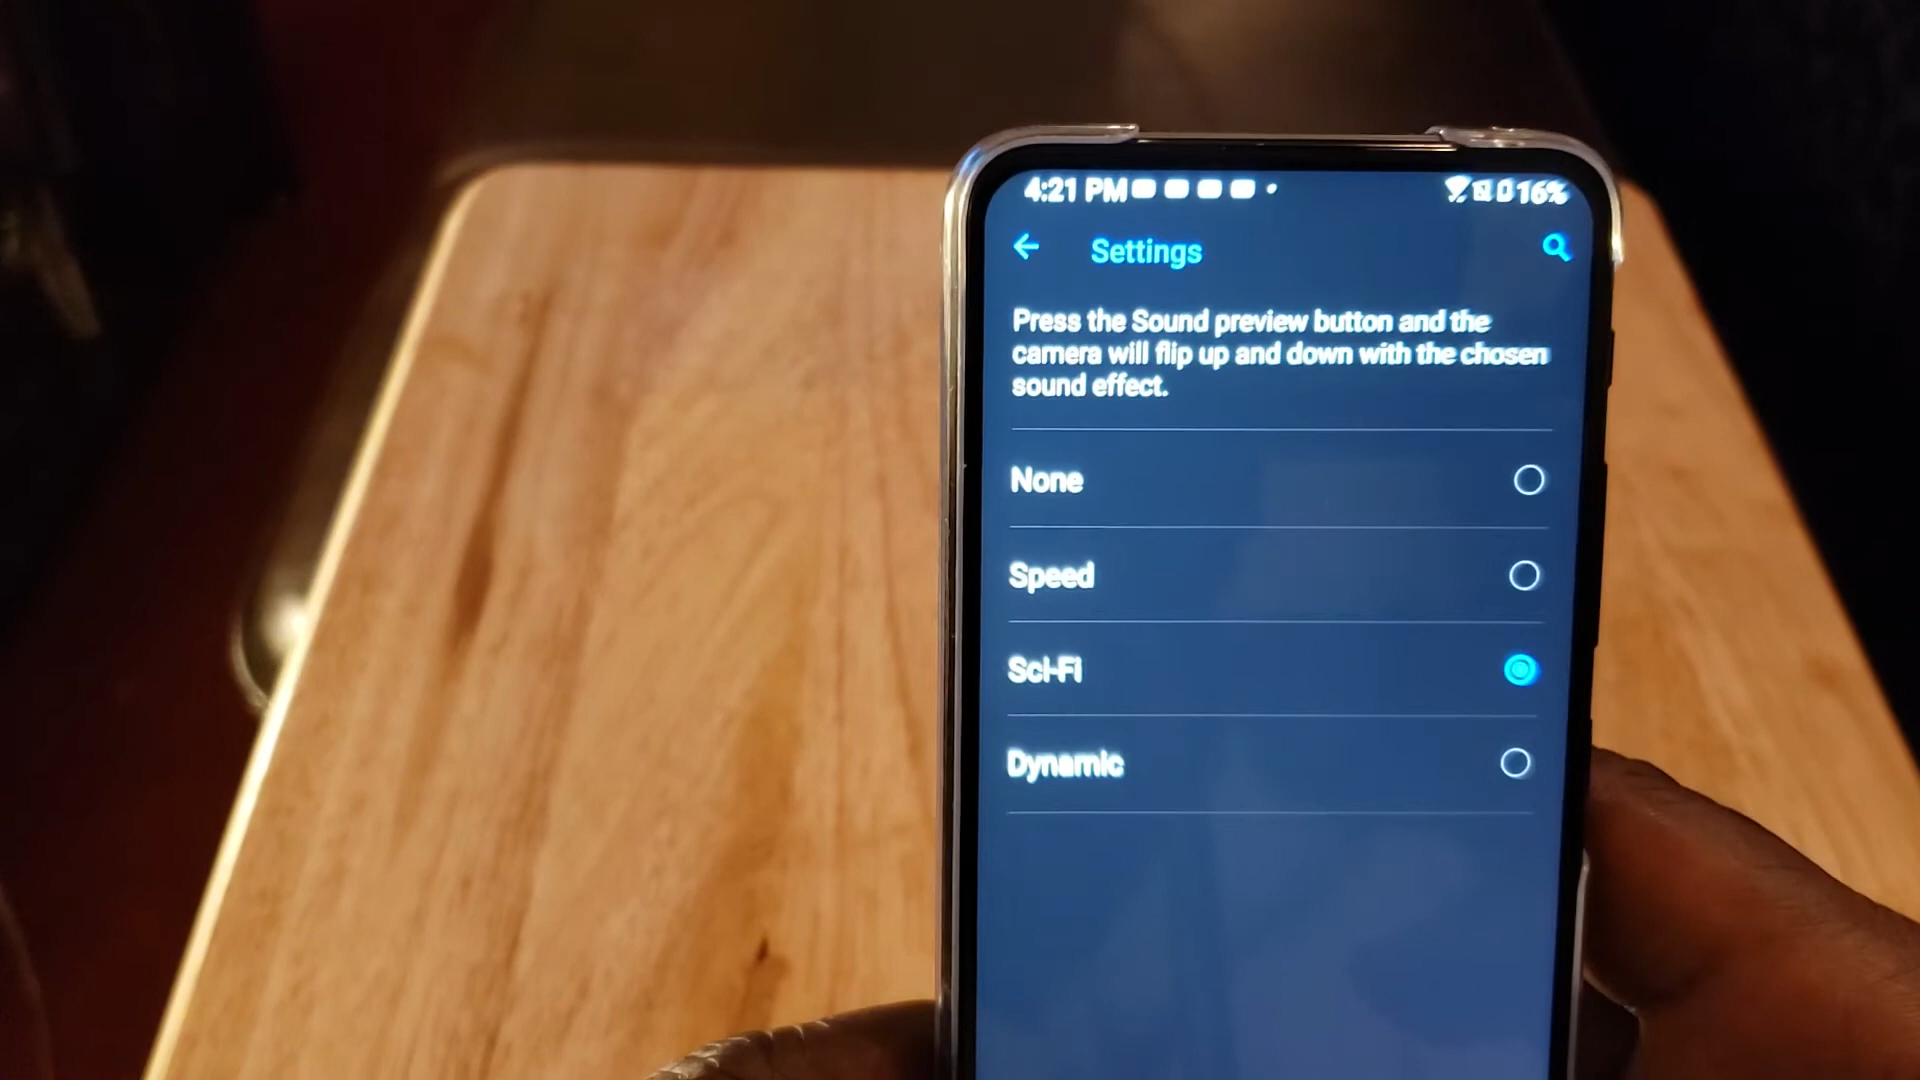 4:21 PM 16%
Settings
Press the Sound preview button and the
camera will flip up and down with the chosen
sound effect.
None
Speed
Sci-Fi
Dynamic